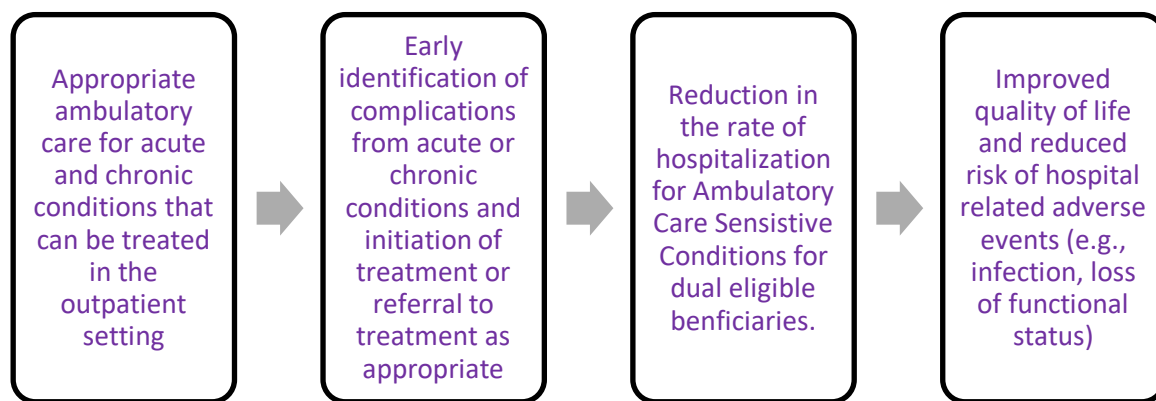 Appropriate
ambulatory
care for acute
and chronic
conditions that
can be treated
in the
outpatient
setting
Early
identification of
complications
from acute or
chronic
conditions and
initiation of
treatment or
referral to
treatment as
appropriate
Reduction in
the rate of
hospitalization
for Ambulatory
Care Sensistive
Conditions for
dual eligible
benficiaries.
Improved
quality of life
and reduced
risk of hospital
related adverse
events (e.g.,
infection, loss
of functional
status)